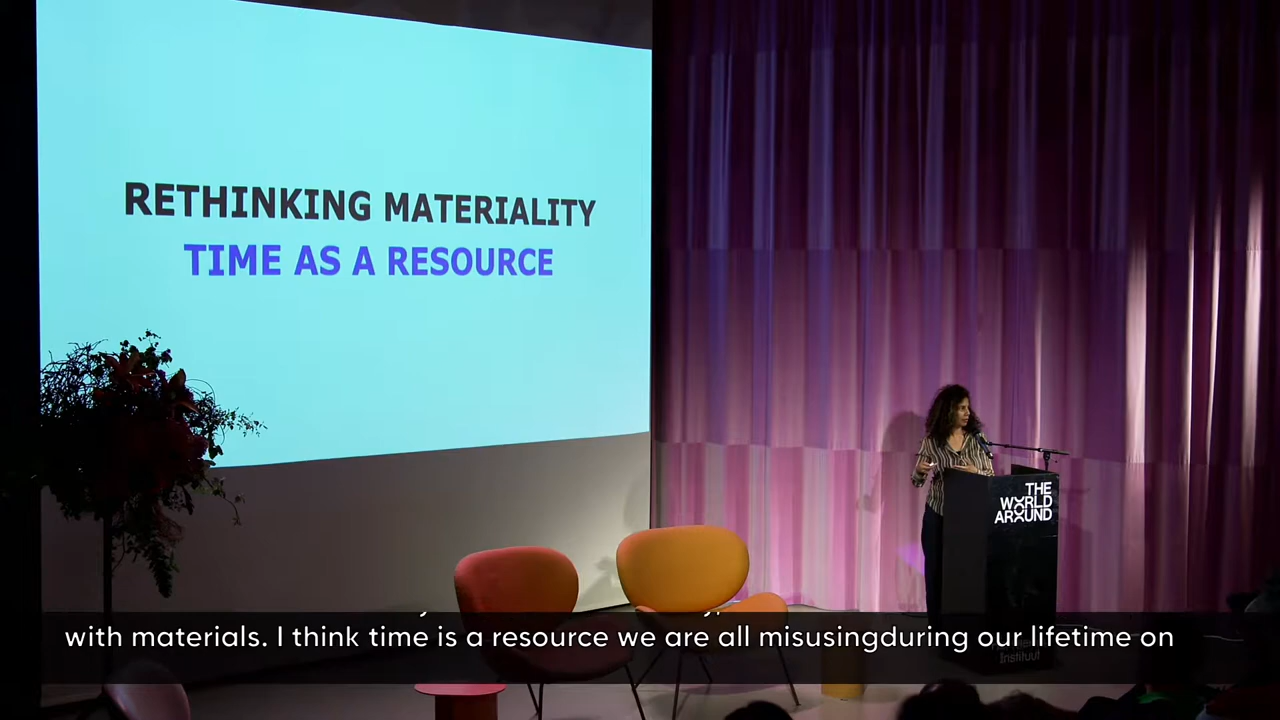 RETHINKING MATERIALITY
TIME AS A RESOURCE
THE
WORLD
AROUND
with materials. I think time is a resource we are all misusingduring our lifetime on
Instituut